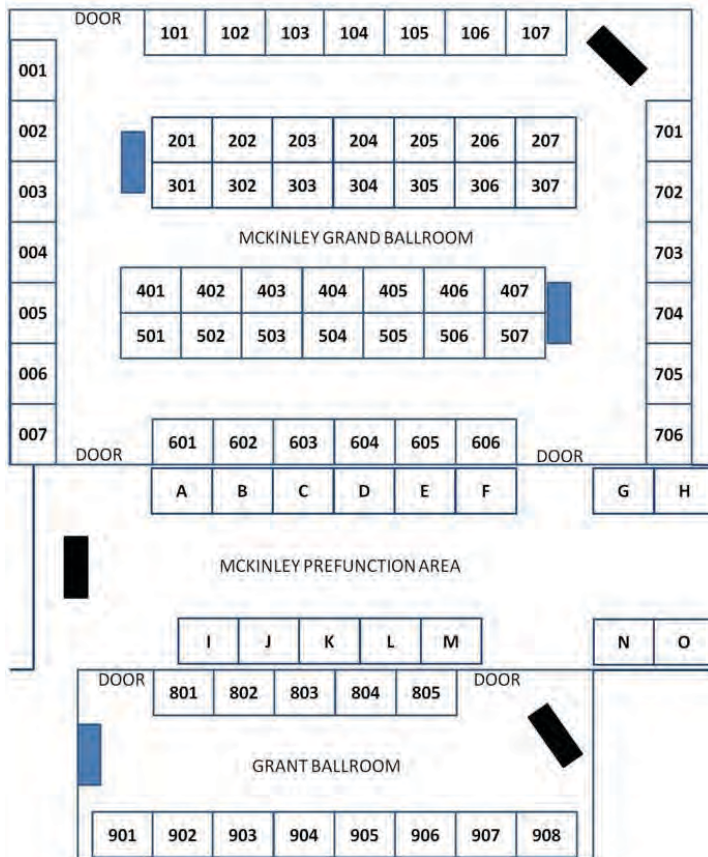 DOOR
101 102 103 104 105 106 107
001
002
003
004
005
006
007
201 202 203 204 205 206 207
301 302 303 304 305 306 307
MCKINLEY GRAND BALLROOM
401 402 403 404 405 406 407
501 502 503 504 505 506 507
701
702
703
704
705
706
DOOR
601 602 603 604 605 606
DOOR
A B C D E F G H
MCKINLEY PREFUNCTION AREA
I J K L M N O
DOOR
801 802 803 804 805
DOOR
GRANT BALLROOM
901 902 903 904 905 906 907 908